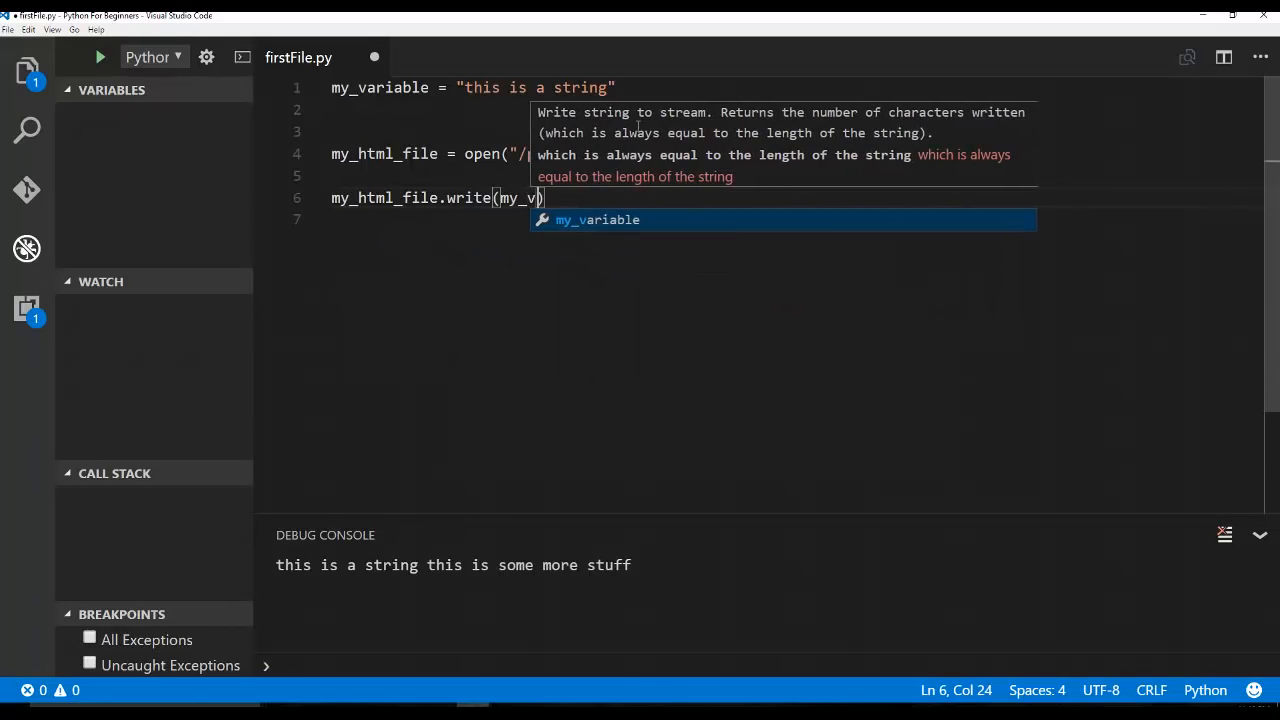 ● firstFile.py - Python For Beginners - Visual Studio Code
File Edit View Go Help
1
Python ▼
firstFile.py
VARIABLES
1 my_variable = "this is a string"
2
Write string to stream. Returns the number of characters written
3
(which is always equal to the length of the string).
4 my_html_file = open("/
which is always equal to the length of the string which is always
5
equal to the length of the string
6 my_html_file.write(my_v)
7
my_variable
WATCH
1
CALL STACK
DEBUG CONSOLE
this is a string this is some more stuff
BREAKPOINTS
All Exceptions
Uncaught Exceptions
›
0 0
Ln 6, Col 24 Spaces: 4 UTF-8 CRLF Python